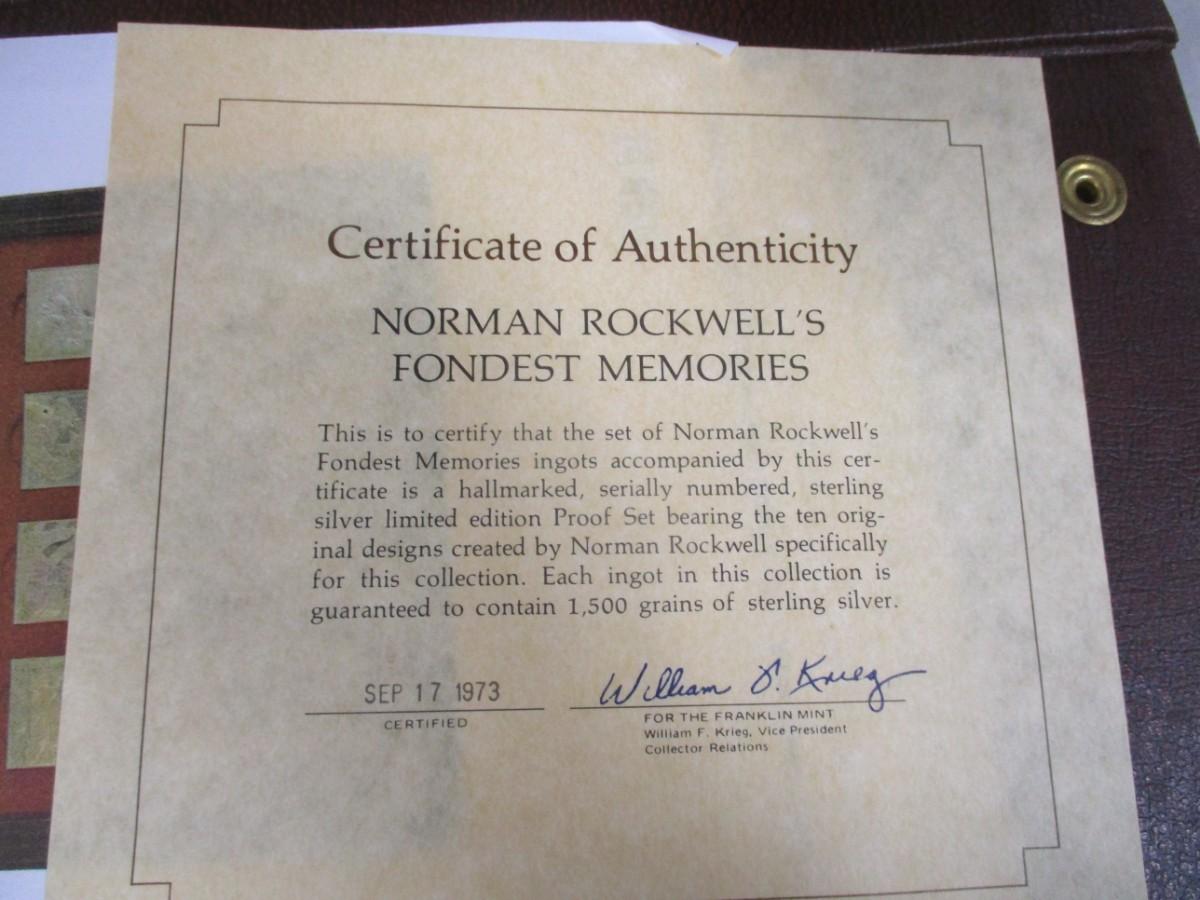 Certificate of Authenticity
NORMAN ROCKWELL'S
FONDEST MEMORIES
This is to certify that the set of Norman Rockwell's
Fondest Memories ingots accompanied by this cer-
tificate is a hallmarked, serially numbered, sterling
silver limited edition Proof Set bearing the ten orig-
inal designs created by Norman Rockwell specifically
for this collection. Each ingot in this collection is
guaranteed to contain 1,500 grains of sterling silver.
SEP 17 1973
CERTIFIED
William F. Krieg
FOR THE FRANKLIN MINT
William F. Krieg, Vice President
Collector Relations